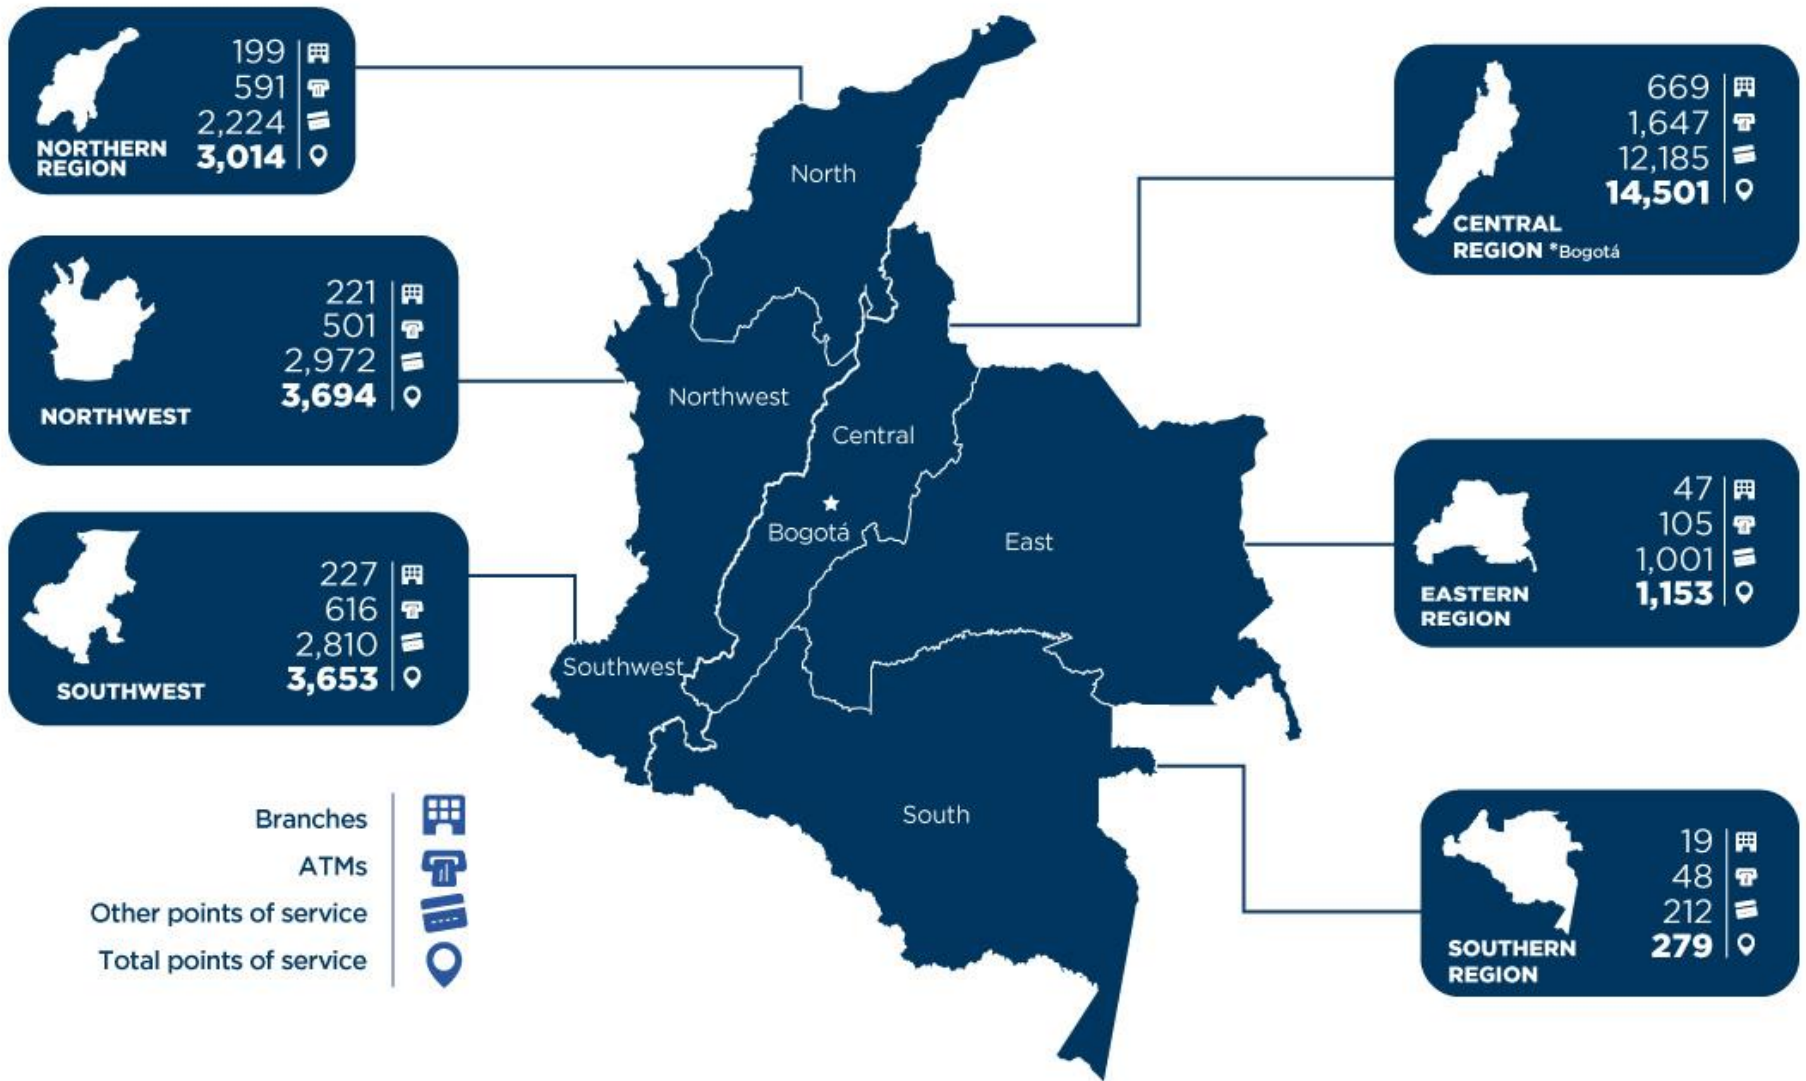 199
591
2,224
3,014
NORTHERN
REGION
221
501
2,972
3,694
NORTHWEST
227
616
2,810
3,653
SOUTHWEST
Branches
ATMs
Other points of service
Total points of service
North
Northwest
Central
Bogotá
East
Southwest
South
669
1,647
12,185
14,501
CENTRAL
REGION *Bogotá
47
105
1,001
1,153
EASTERN
REGION
19
48
212
279
SOUTHERN
REGION